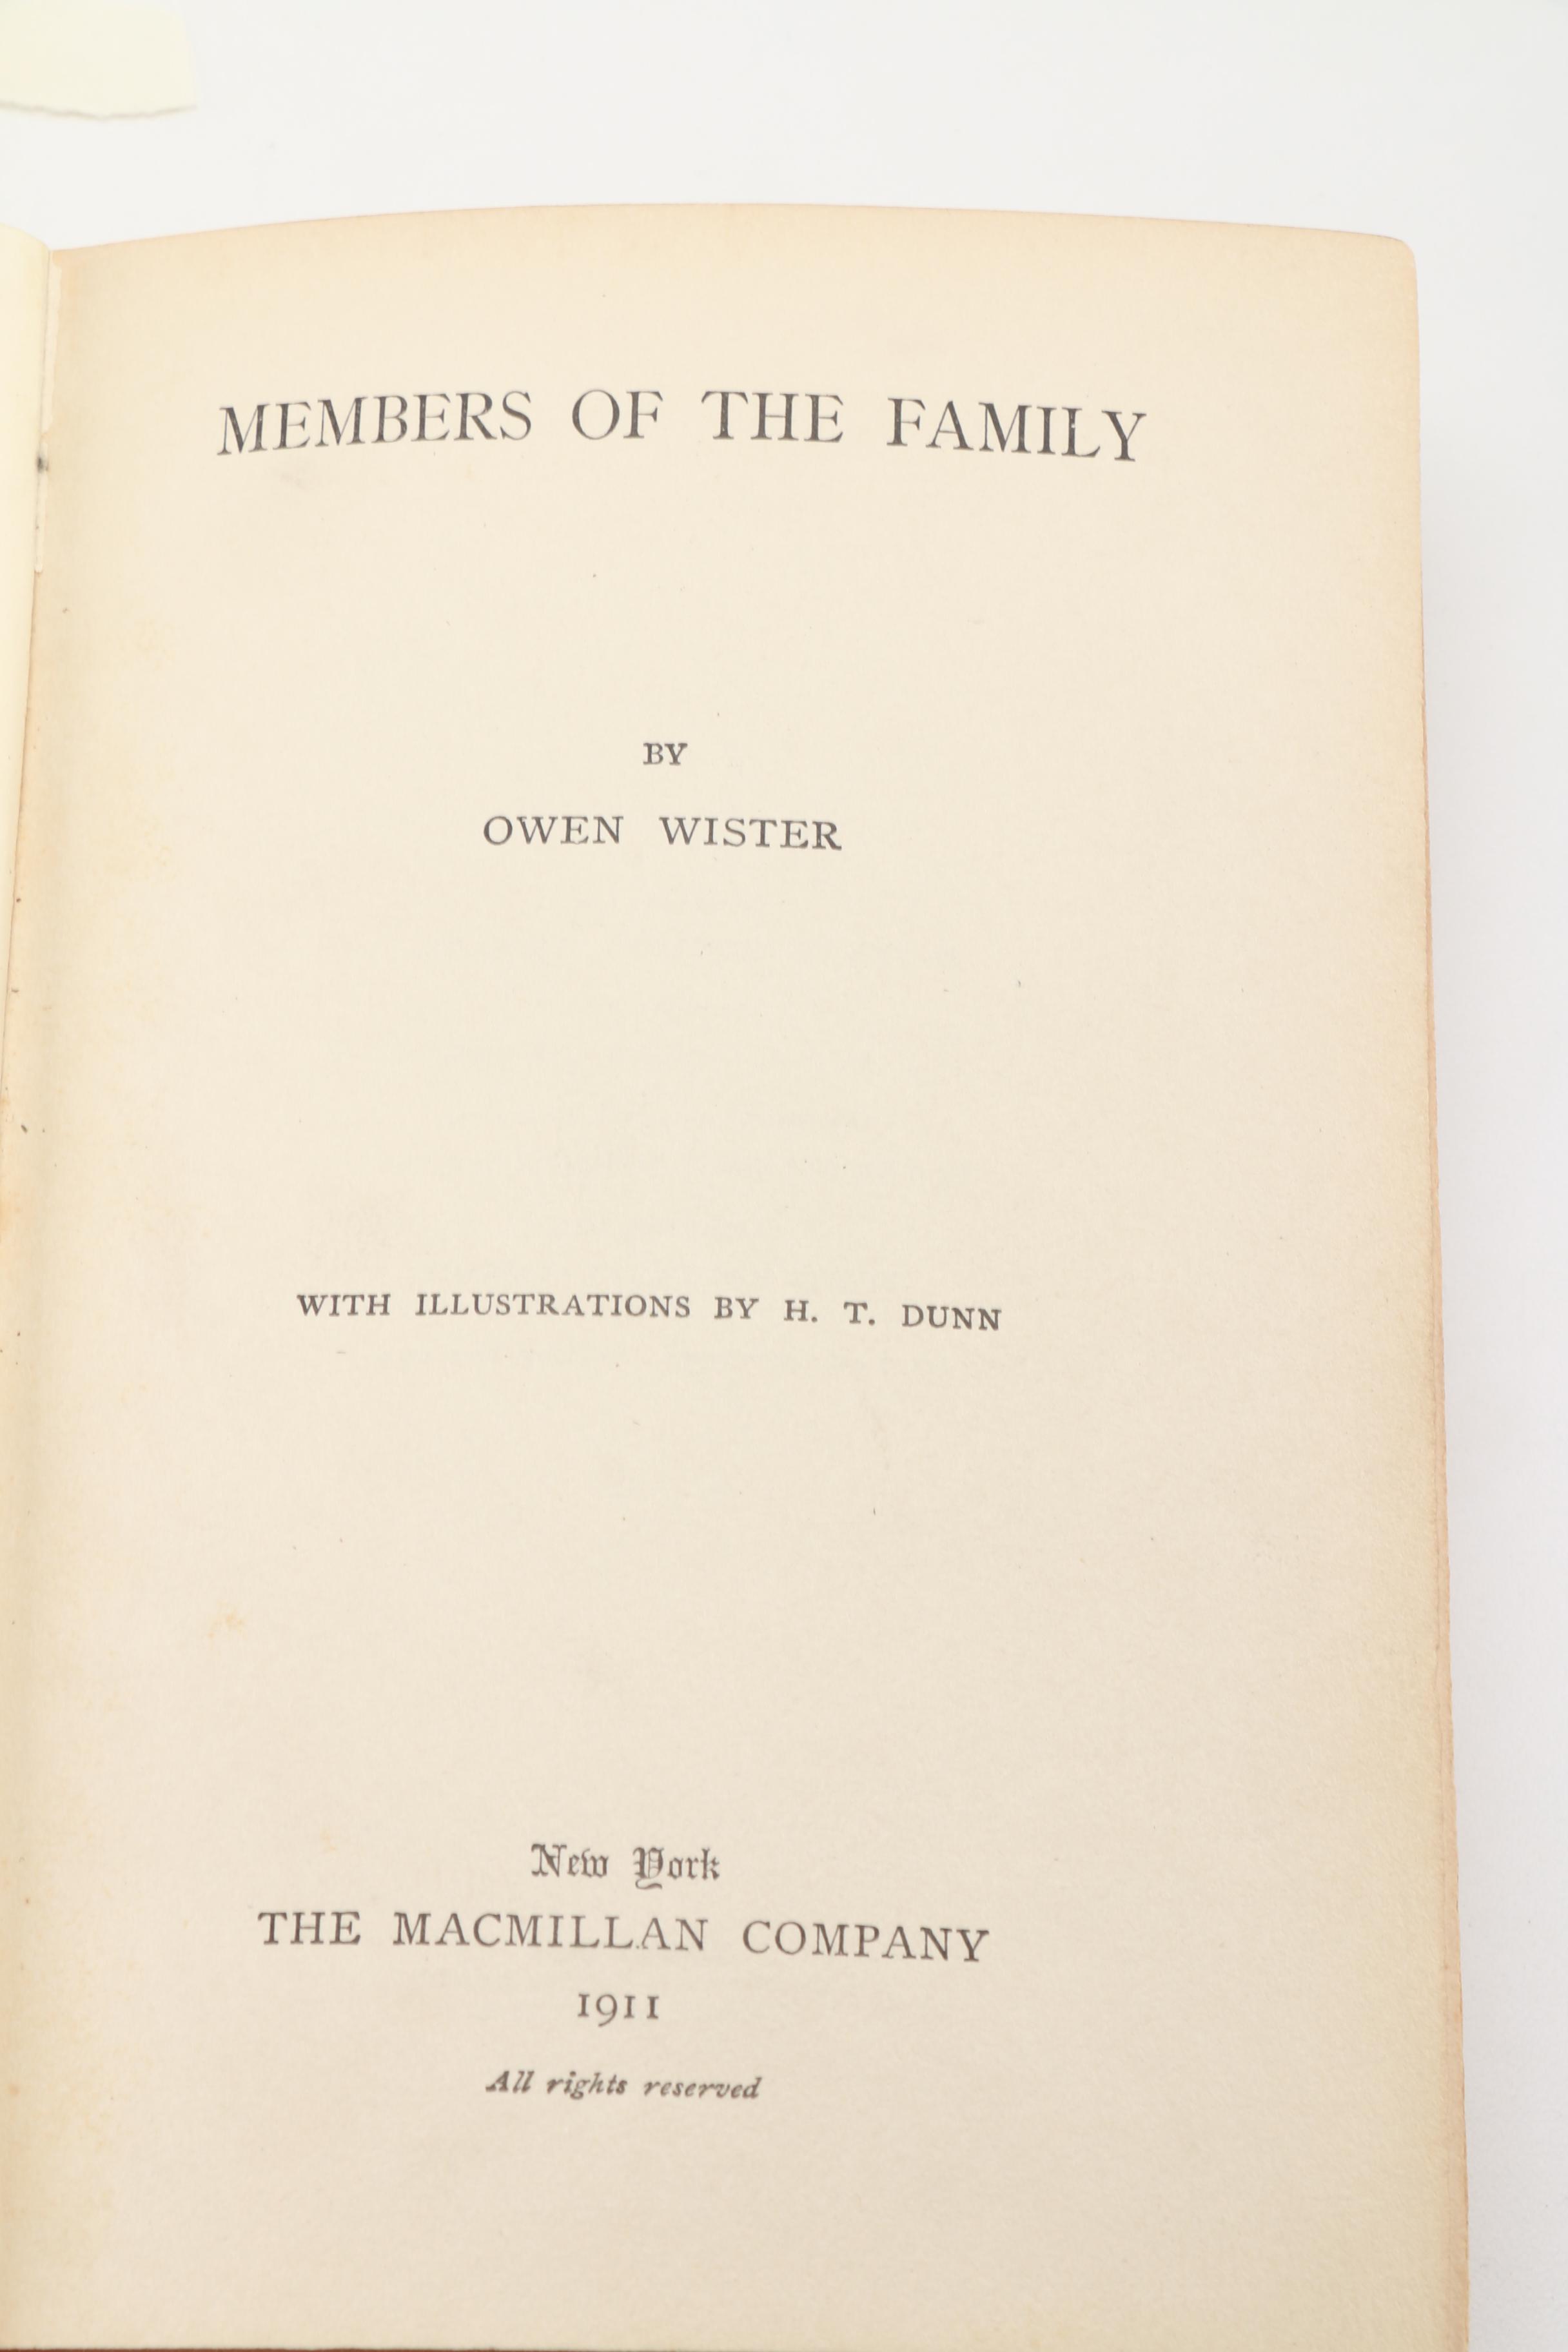 MEMBERS OF THE FAMILY
BY
OWEN WISTER
WITH ILLUSTRATIONS BY H. T. DUNN
New York
THE MACMILLAN COMPANY
1911
All rights reserved